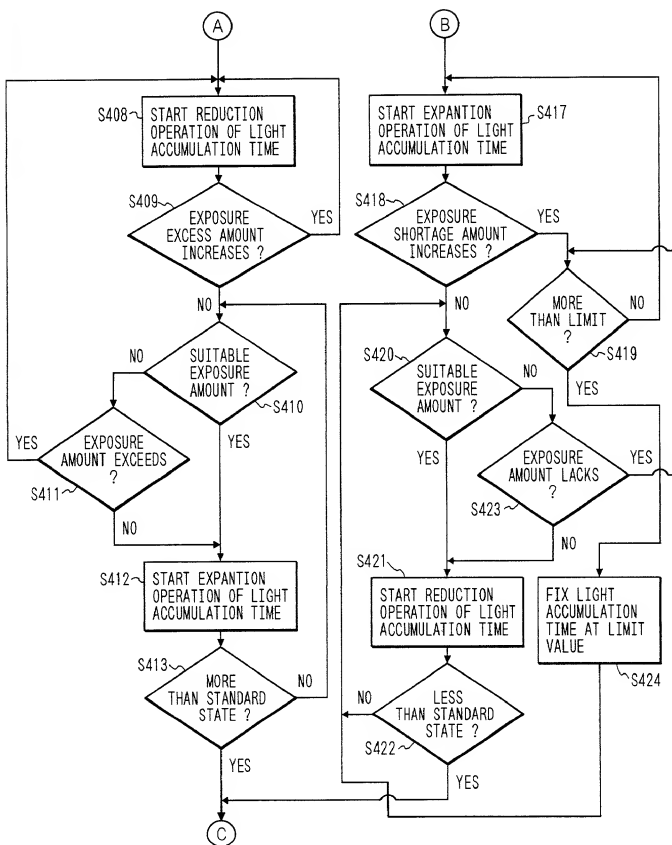 A
B
S408
START REDUCTION
OPERATION OF LIGHT
ACCUMULATION TIME
START EXPANTION
OPERATION OF LIGHT
ACCUMULATION TIME
S417
S409
EXPOSURE
EXCESS AMOUNT
INCREASES ?
YES
NO
S418
EXPOSURE
SHORTAGE AMOUNT
INCREASES ?
YES
NO
MORE
THAN LIMIT
?
NO
S419
YES
SUITABLE
EXPOSURE
AMOUNT ?
NO
S410
YES
S420
SUITABLE
EXPOSURE
AMOUNT ?
NO
YES
YES
EXPOSURE
AMOUNT EXCEEDS
?
S411
NO
EXPOSURE
AMOUNT LACKS
?
YES
S423
NO
S412
START EXPANTION
OPERATION OF LIGHT
ACCUMULATION TIME
S421
START REDUCTION
OPERATION OF LIGHT
ACCUMULATION TIME
FIX LIGHT
ACCUMULATION
TIME AT LIMIT
VALUE
S424
S413
MORE
THAN STANDARD
STATE ?
NO
YES
NO
LESS
THAN STANDARD
STATE ?
S422
YES
C